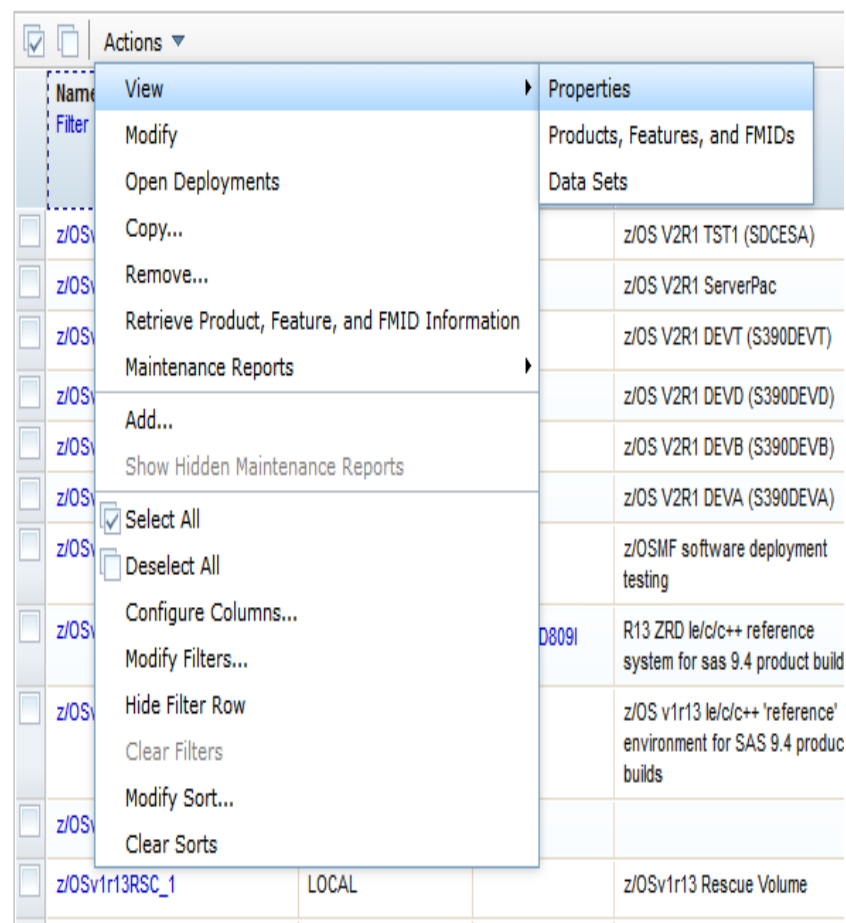 Actions
Name
Filter
View
Modify
Open Deployments
Copy...
Remove...
Retrieve Product, Feature, and FMID Information
Maintenance Reports
Add...
Show Hidden Maintenance Reports
Select All
Deselect All
Configure Columns...
Modify Filters...
Hide Filter Row
Clear Filters
Modify Sort...
Clear Sorts
Properties
Products, Features, and FMIDs
Data Sets
z/OS V2R1 TST1 (SDCESA)
z/OS V2R1 ServerPac
z/OS V2R1 DEVT (S390DEVT)
z/OS V2R1 DEVD (S390DEVD)
z/OS V2R1 DEVB (S390DEVB)
z/OS V2R1 DEVA (S390DEVA)
z/OSMF software deployment
testing
D809I
R13 ZRD le/c/c++ reference
system for sas 9.4 product build
z/OS v1r13 le/c/c++ 'reference'
environment for SAS 9.4 produc
builds
z/OSv1r13RSC_1 LOCAL z/OSv1r13 Rescue Volume